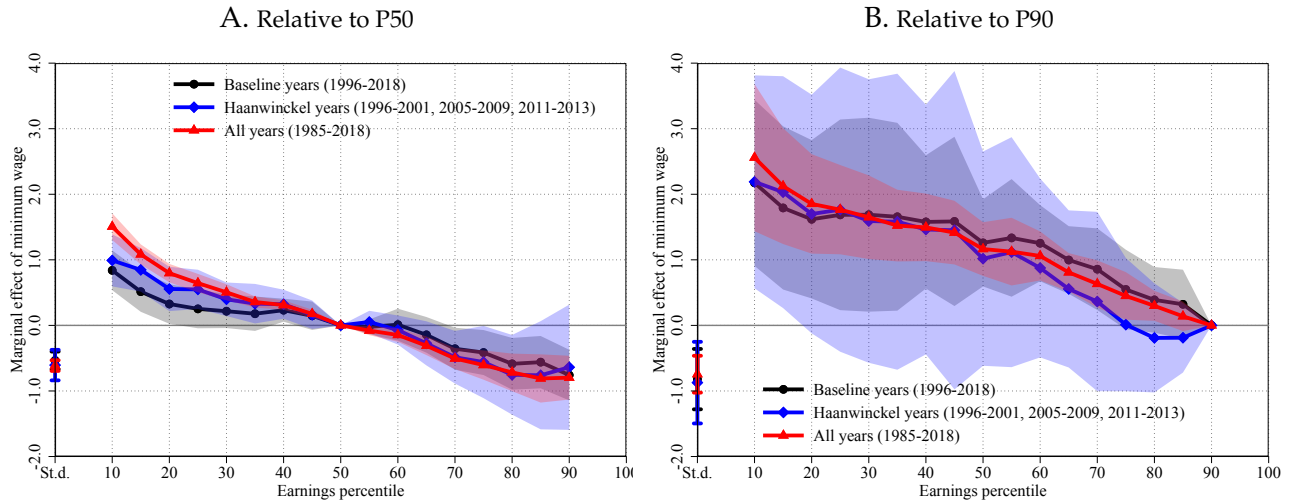 A. Relative to P50
Marginal effect of minimum wage
4.0
3.0
2.0
1.0
0.0
-1.0
-2.0
Baseline years (1996-2018)
Haanwinckel years (1996-2001, 2005-2009, 2011-2013)
All years (1985-2018)
St.d. 10 20 30 40 50 60 70 80 90 100
Earnings percentile
B. Relative to P90
Marginal effect of minimum wage
4.0
3.0
2.0
1.0
0.0
-1.0
-2.0
Baseline years (1996-2018)
Haanwinckel years (1996-2001, 2005-2009, 2011-2013)
All years (1985-2018)
St.d. 10 20 30 40 50 60 70 80 90 100
Earnings percentile